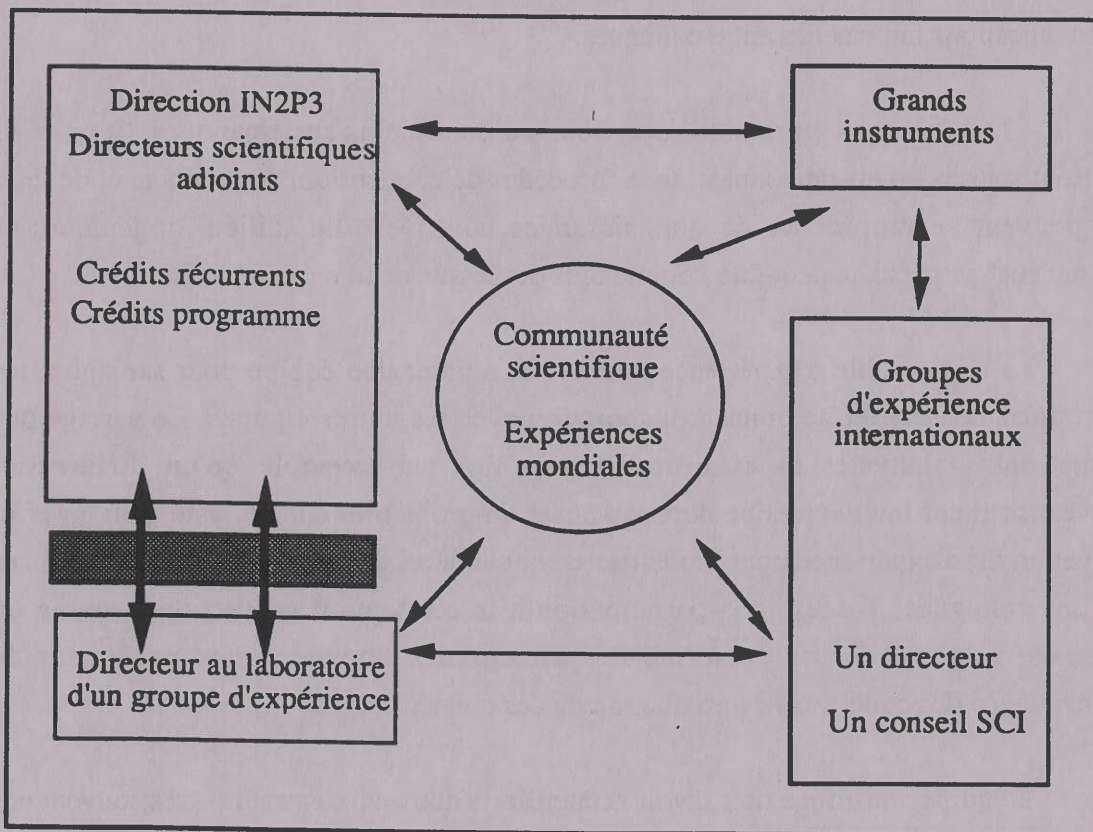 Direction IN2P3
Directeurs scientifiques
adjoints
Crédits récurrents
Crédits programme
Grands
instruments
Communauté
scientifique
Expériences
mondiales
Groupes
d'expérience
internationaux
Un directeur
Un conseil SCI
Directeur au laboratoire
d'un groupe d'expérience